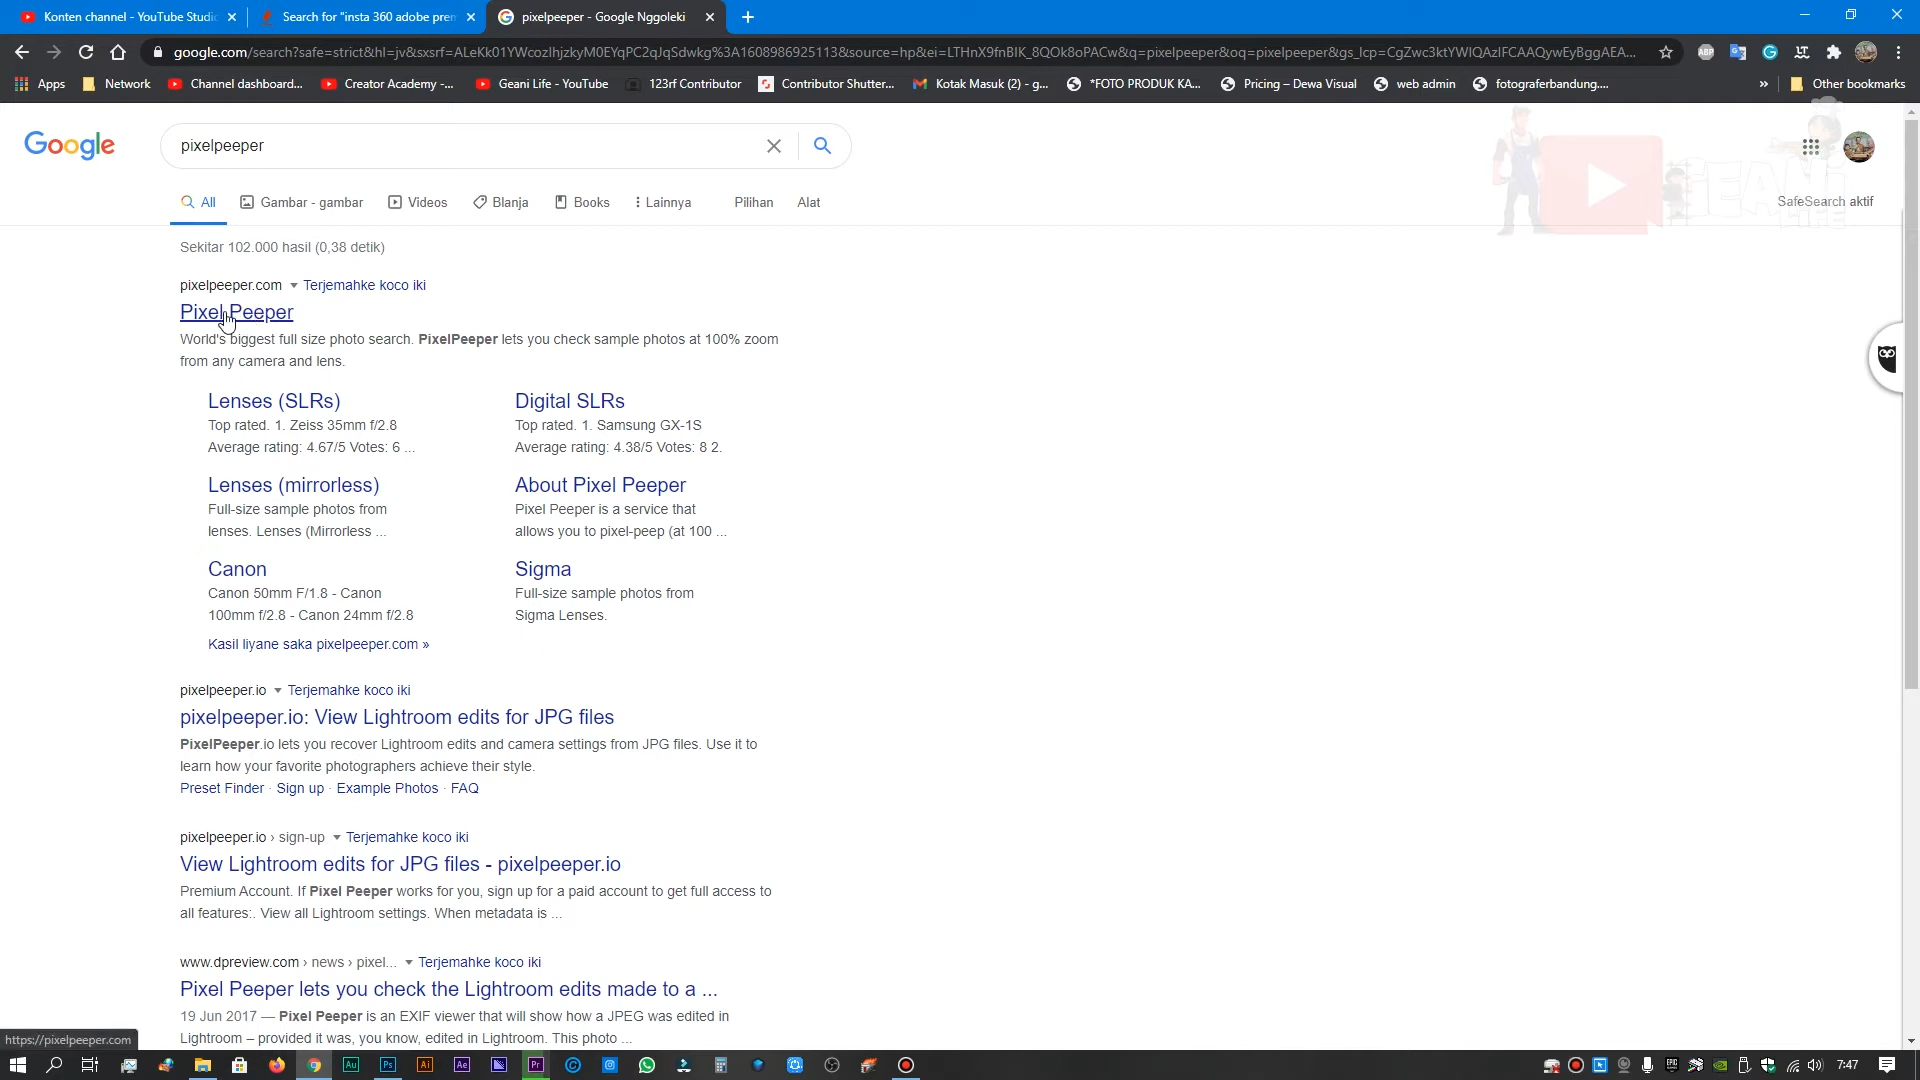 Konten channel - YouTube Studio
Search for "insta 360 adobe prem
pixelpeeper - Google Nggoleki
google.com/search?safe=strict&hl=jv&sxsrf=ALeKk01YWcozIhjzkyM0EYqPC2qJqSdwkg%3A1608986925113&source=hp&ei=LTHnX9fnBIK_8QOk8oPACw&q=pixelpeeper&oq=pixelpeeper&gs_lcp=CgZwc3ktYWIQAzIFCAAQywEyBggAEA...
Apps
Network
Channel dashboard...
Creator Academy -...
Geani Life - YouTube
123rf Contributor
Contributor Shutter...
Kotak Masuk (2) - g...
*FOTO PRODUK KA...
Pricing – Dewa Visual
web admin
fotograferbandung....
»
Other bookmarks
Google
pixelpeeper
All
Gambar - gambar
Videos
Blanja
Books
Lainnya
Pilihan
Alat
SafeSearch aktif
Sekitar 102.000 hasil (0,38 detik)
pixelpeeper.com Terjemahke koco iki
Pixel Peeper
World's biggest full size photo search. PixelPeeper lets you check sample photos at 100% zoom
from any camera and lens.
Lenses (SLRs)
Top rated. 1. Zeiss 35mm f/2.8
Average rating: 4.67/5 Votes: 6 ...
Digital SLRs
Top rated. 1. Samsung GX-1S
Average rating: 4.38/5 Votes: 8 2.
Lenses (mirrorless)
Full-size sample photos from
lenses. Lenses (Mirrorless ...
About Pixel Peeper
Pixel Peeper is a service that
allows you to pixel-peep (at 100 ...
Canon
Canon 50mm F/1.8 - Canon
100mm f/2.8 - Canon 24mm f/2.8
Sigma
Full-size sample photos from
Sigma Lenses.
Kasil liyane saka pixelpeeper.com »
pixelpeeper.io Terjemahke koco iki
pixelpeeper.io: View Lightroom edits for JPG files
PixelPeeper.io lets you recover Lightroom edits and camera settings from JPG files. Use it to
learn how your favorite photographers achieve their style.
Preset Finder · Sign up · Example Photos · FAQ
pixelpeeper.io › sign-up Terjemahke koco iki
View Lightroom edits for JPG files - pixelpeeper.io
Premium Account. If Pixel Peeper works for you, sign up for a paid account to get full access to
all features:. View all Lightroom settings. When metadata is ...
www.dpreview.com › news › pixel... Terjemahke koco iki
Pixel Peeper lets you check the Lightroom edits made to a ...
19 Jun 2017 — Pixel Peeper is an EXIF viewer that will show how a JPEG was edited in
Lightroom – provided it was, you know, edited in Lightroom. This photo ...
https://pixelpeeper.com
Au
Ps
Ai
Ae
Pr
7:47